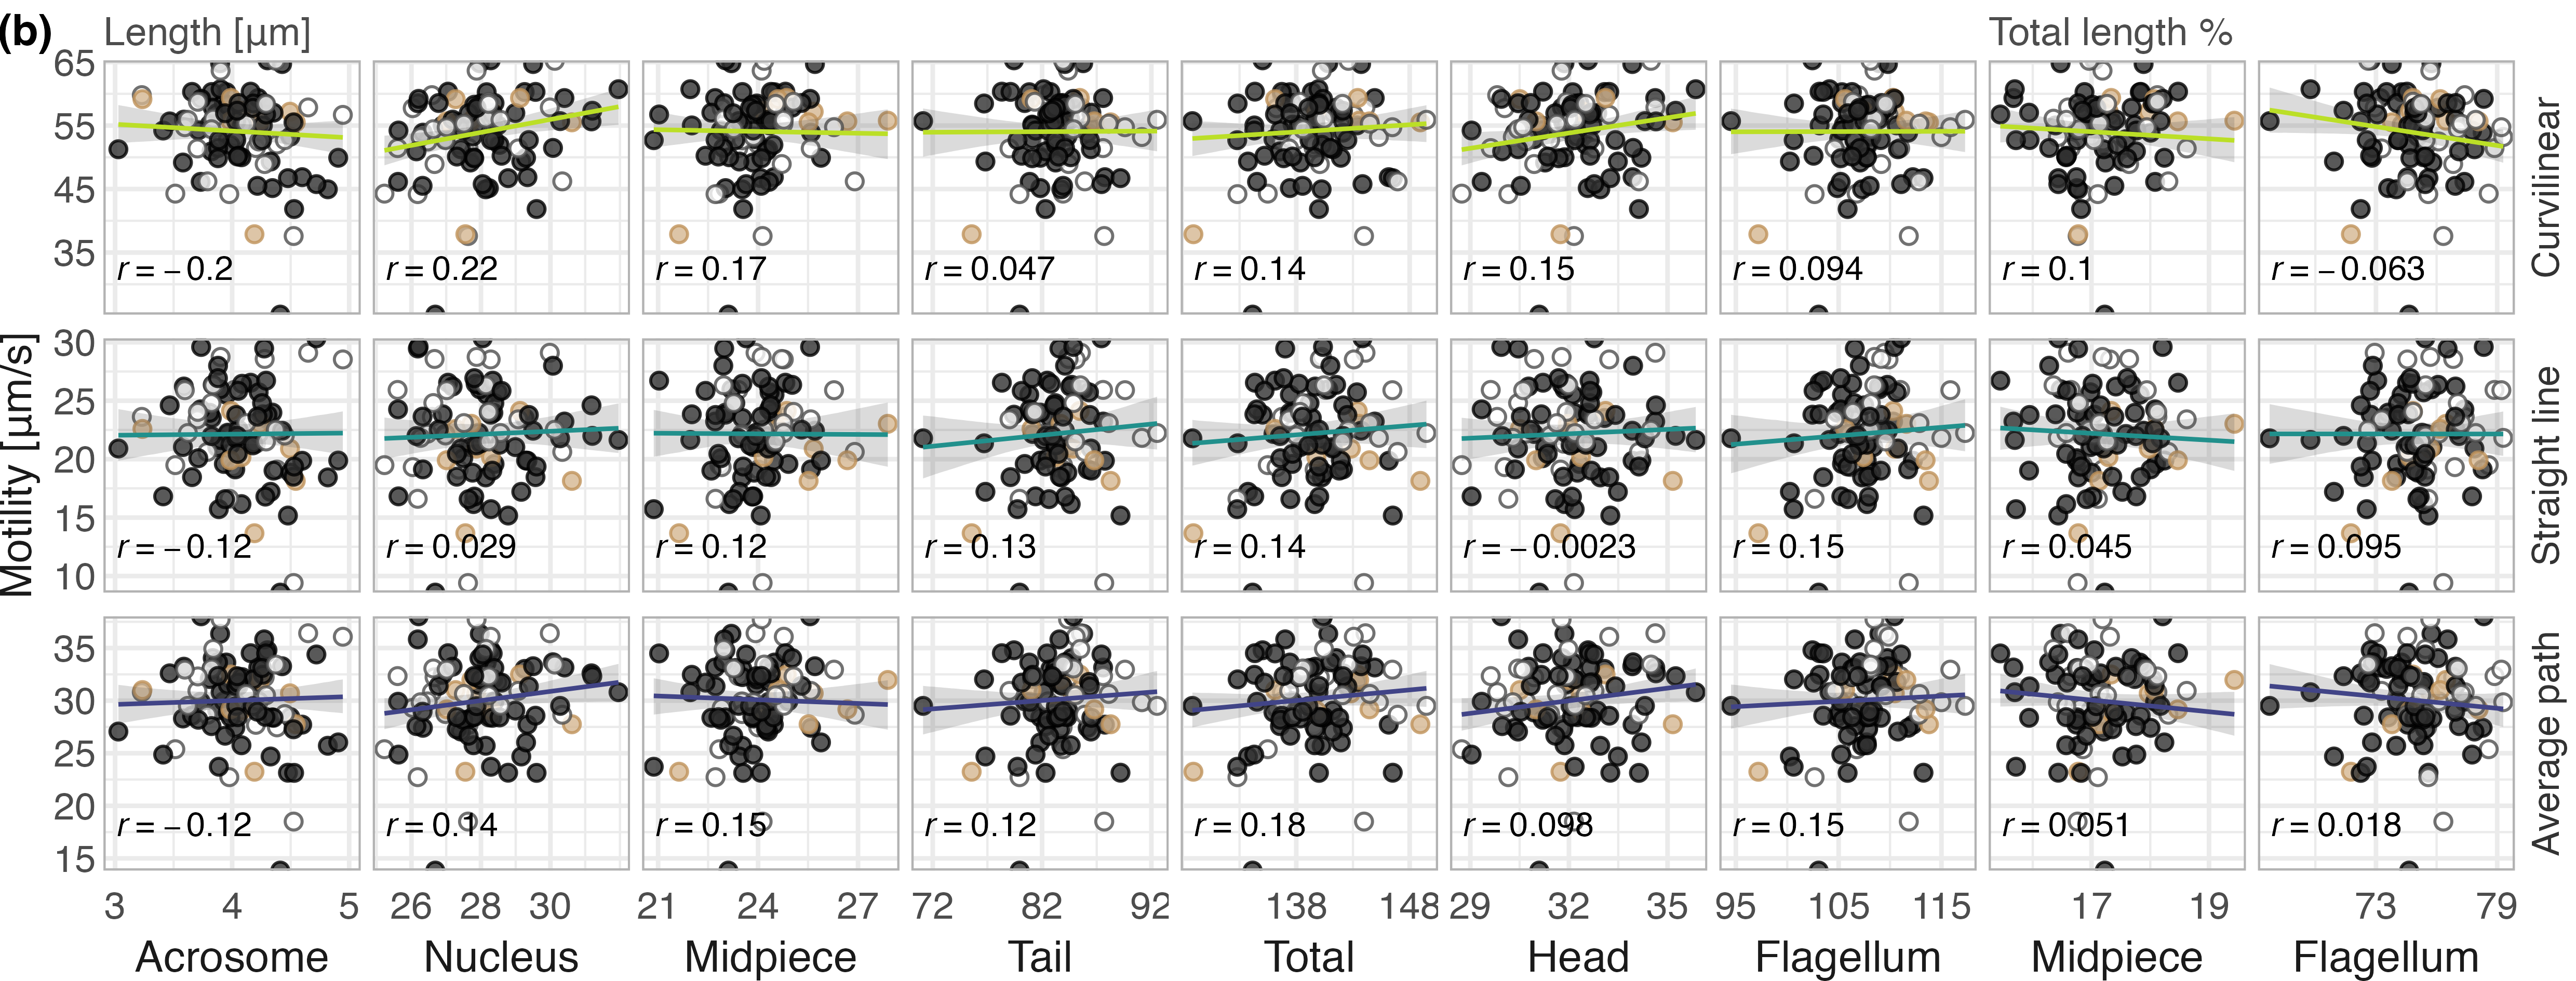 (b) Length [µm] Total length %
65
55
45
35
r = −0.2 r = 0.22 r = 0.17 r = 0.047 r = 0.14 r = 0.15 r = 0.094 r = 0.1 r = −0.063
Curvilinear
Motility [µm/s]
30
25
20
15
10
r = −0.12 r = 0.029 r = 0.12 r = 0.13 r = 0.14 r = −0.0023 r = 0.15 r = 0.045 r = 0.095
Straight line
35
30
25
20
15
r = −0.12 r = 0.14 r = 0.15 r = 0.12 r = 0.18 r = 0.098 r = 0.15 r = 0.051 r = 0.018
Average path
3 4 5 26 28 30 21 24 27 72 82 92 138 148 29 32 35 95 105 115 17 19 73 79
Acrosome Nucleus Midpiece Tail Total Head Flagellum Midpiece Flagellum